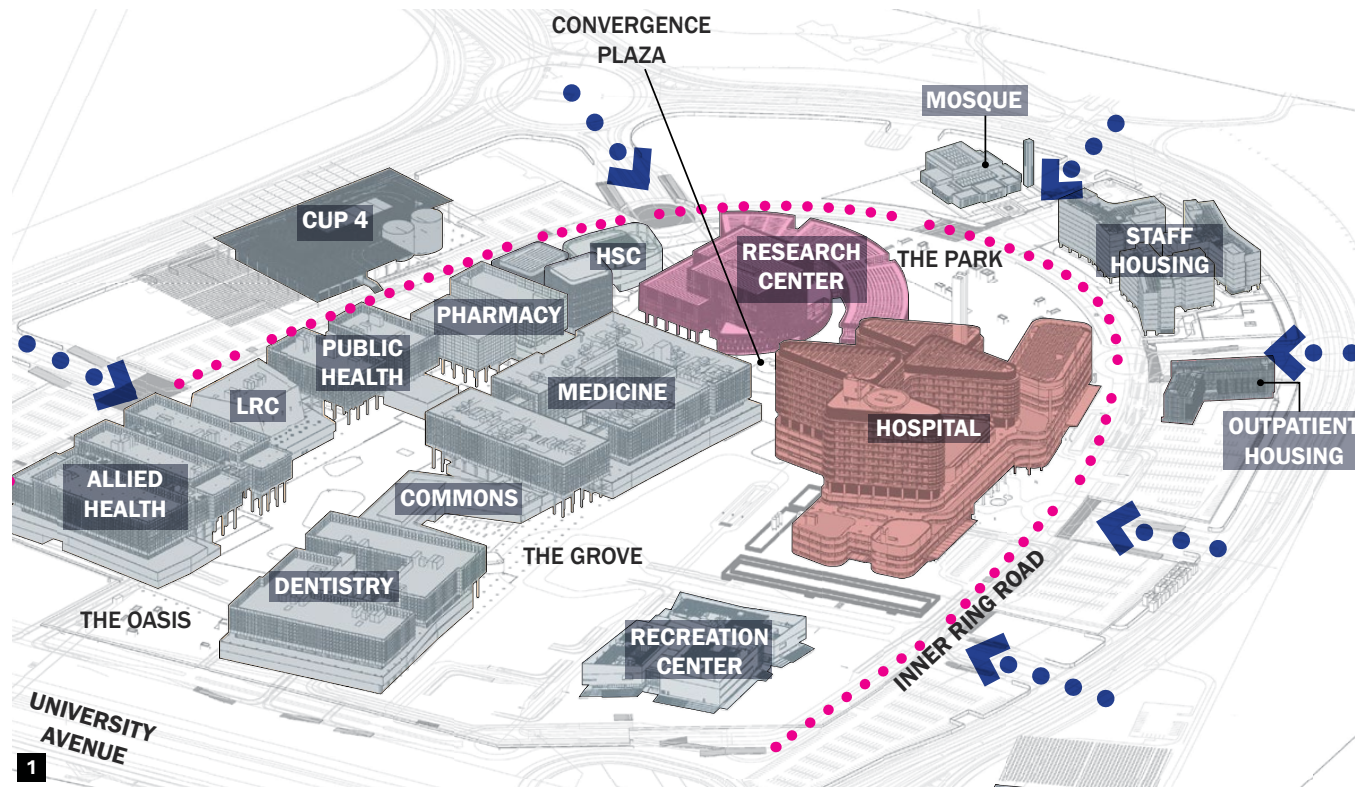 CONVERGENCE
PLAZA
MOSQUE
CUP 4
HSC
RESEARCH
CENTER
THE PARK
STAFF
HOUSING
PHARMACY
PUBLIC
HEALTH
MEDICINE
LRC
HOSPITAL
OUTPATIENT
HOUSING
ALLIED
HEALTH
COMMONS
THE GROVE
DENTISTRY
THE OASIS
RECREATION
CENTER
INNER RING ROAD
UNIVERSITY
AVENUE
1